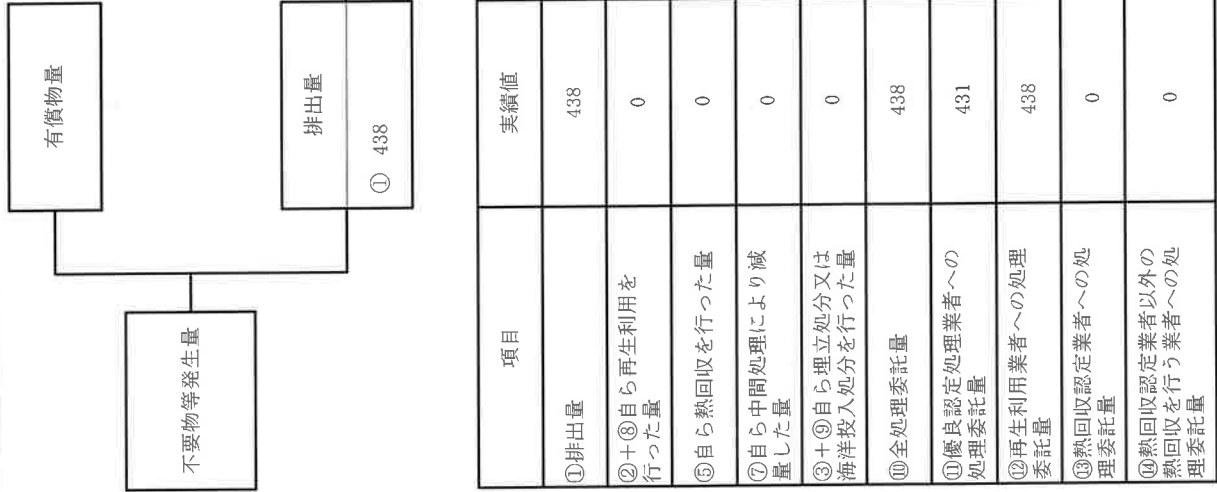 不要物等発生量
有償物量
排出量
① 438
項目
実績値
①排出量
438
②+⑧自ら再生利用を
行った量
0
⑤自ら熱回収を行った量
0
⑦自ら中間処理により減
量した量
0
③+⑨自ら埋立処分又は
海洋投入処分を行った量
0
⑩全処理委託量
438
⑪優良認定処理業者への
処理委託量
431
⑫再生利用業者への処理
委託量
438
⑬熱回収認定業者への処
理委託量
0
⑭熱回収認定業者以外の
熱回収を行う業者への処
理委託量
0